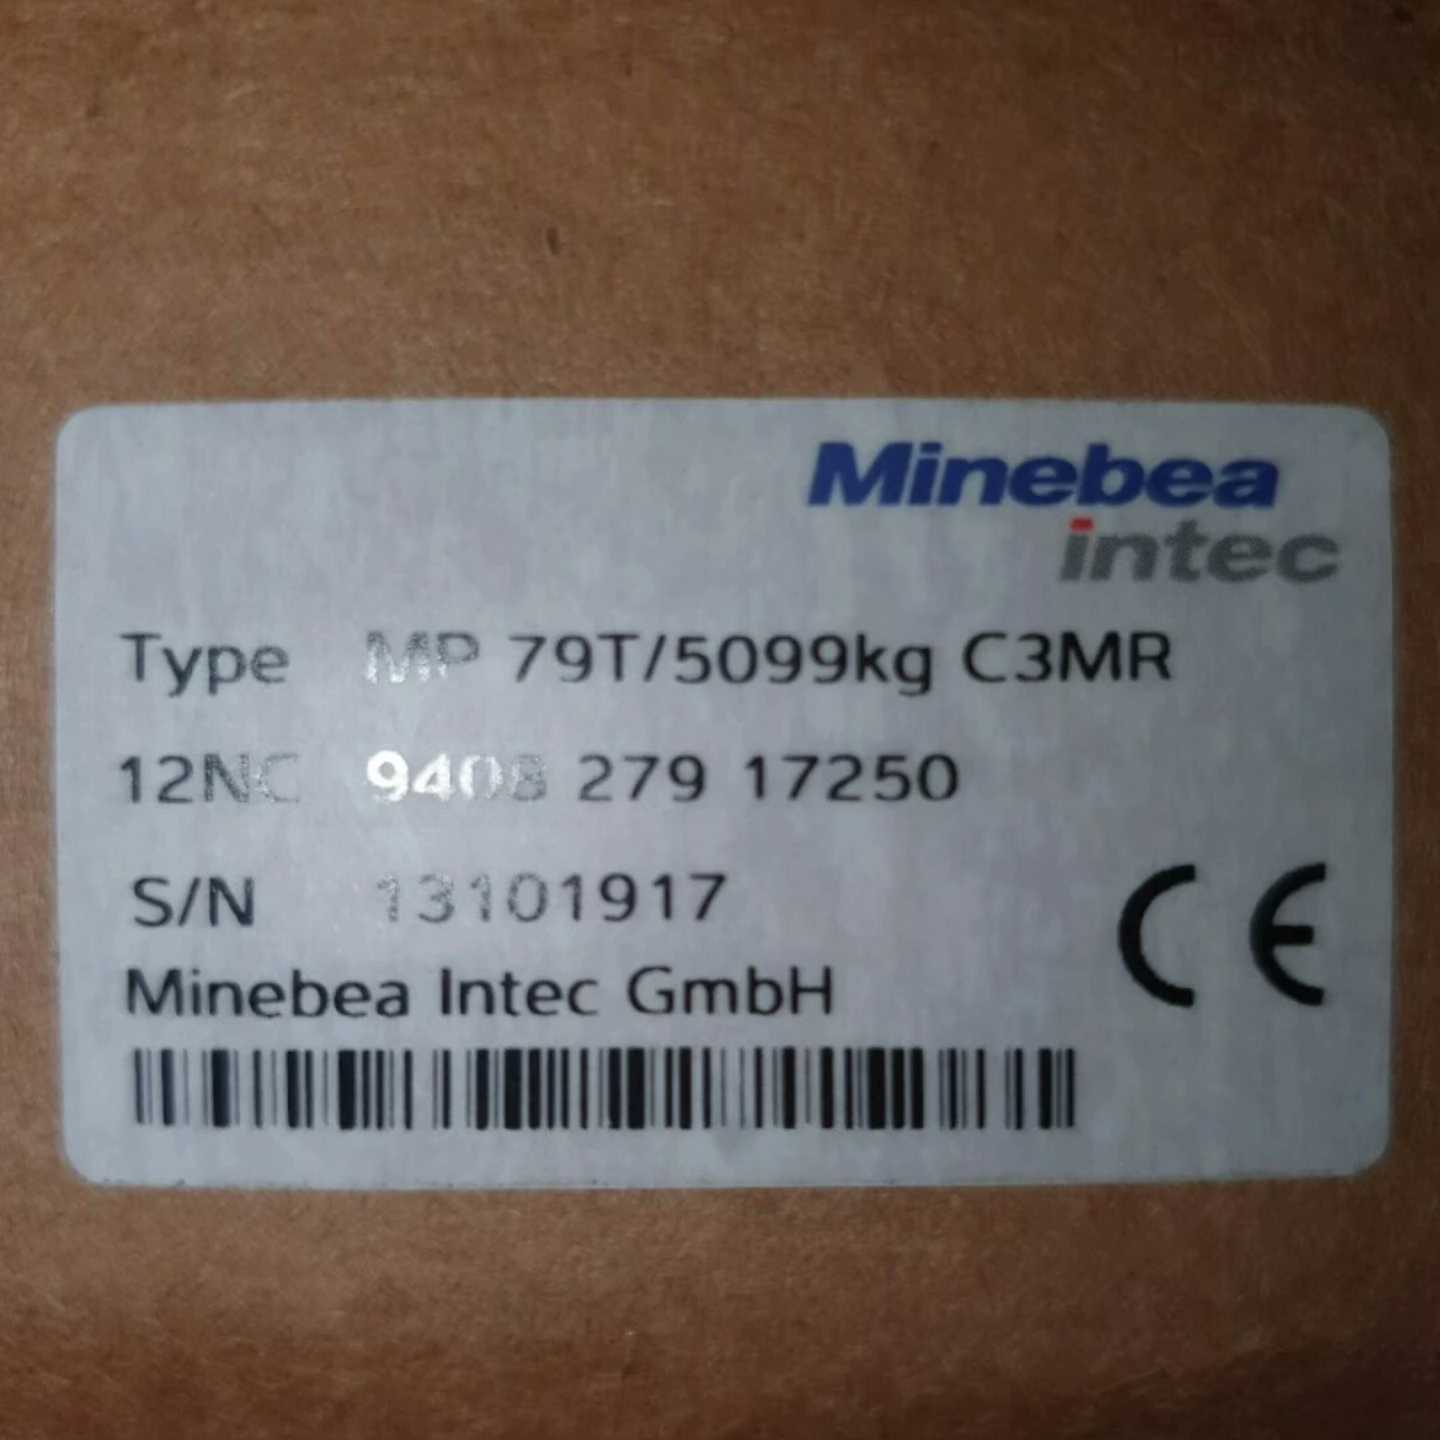 Minebea
intec
Type MP 79T/5099kg C3MR
12NC 9408 279 17250
S/N 13101917
Minebea Intec GmbH
CE